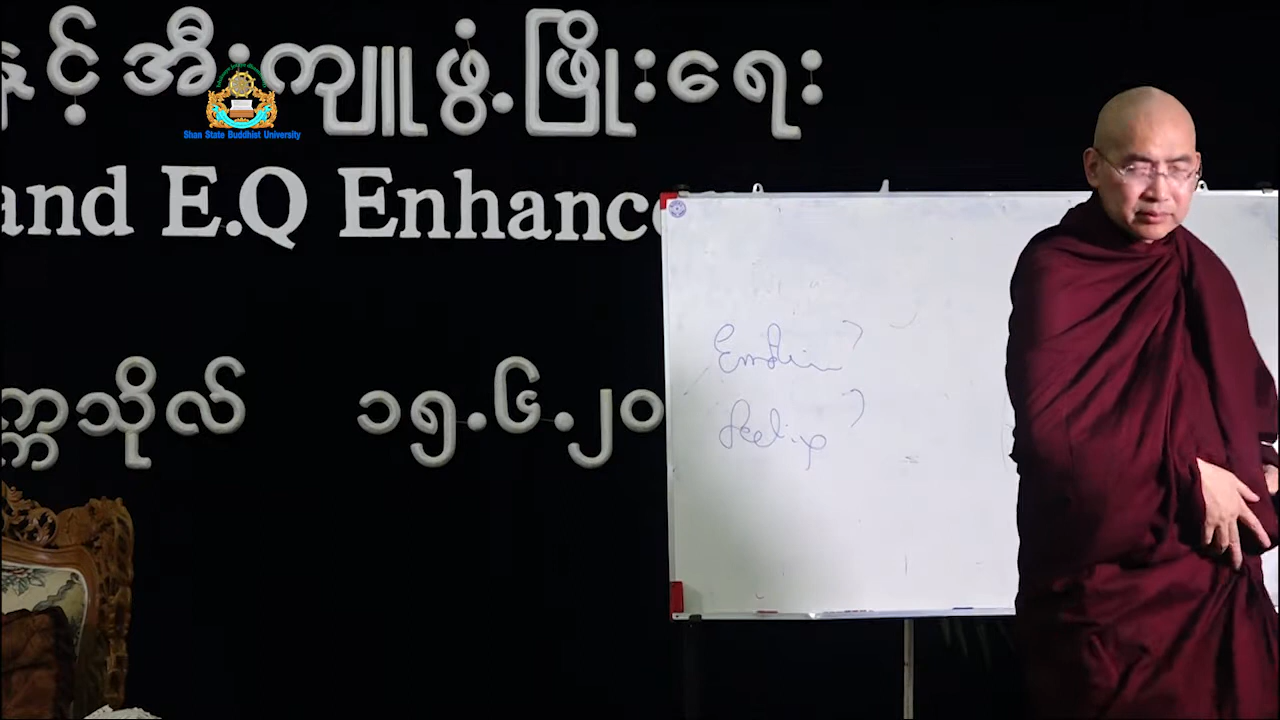 နှင့် အီးကျူဖွံ့ဖြိုးရေး
Shan State Buddhist University
and E.Q Enhance
က္ကသိုလ် ၁၅.၆.၂၀
Emotion ?